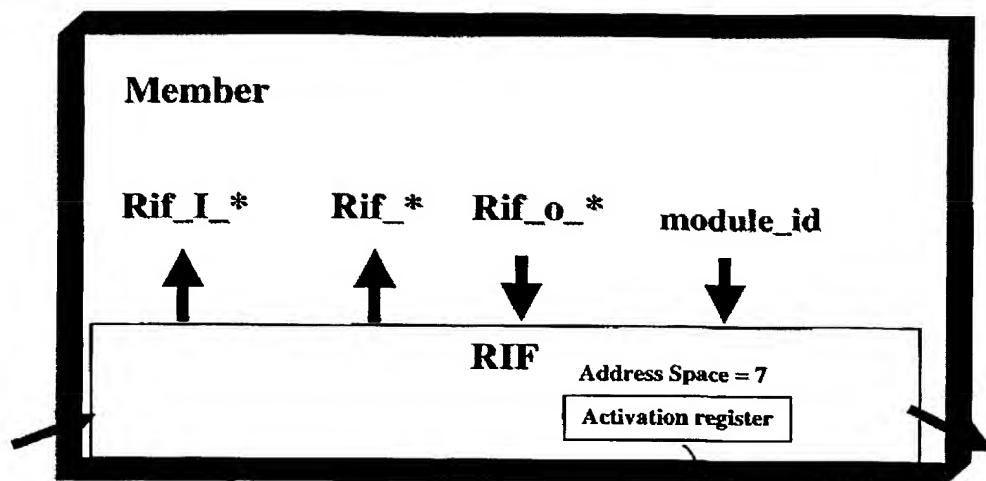 Member
Rif_I_* Rif_* Rif_o_* module_id
RIF
Address Space = 7
Activation register